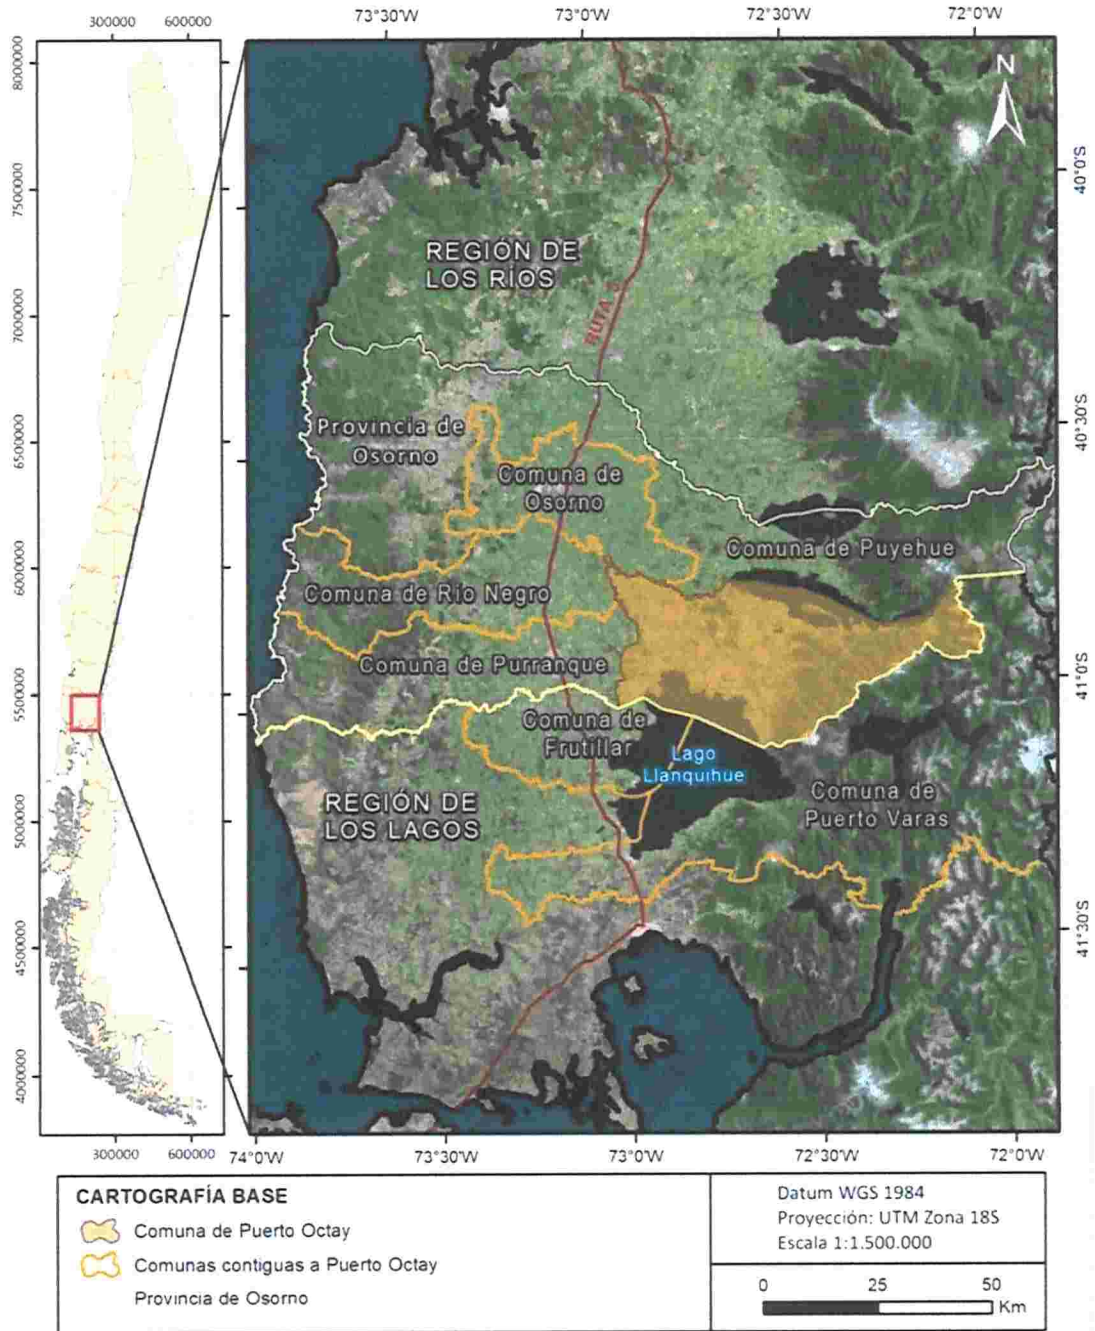 300000 600000
73°30'W 73°0'W 72°30'W 72°0'W
8000000
7500000
7000000
6500000
6000000
5500000
5000000
4500000
4000000
N
40°0'S
40°30'S
41°0'S
41°30'S
REGIÓN DE
LOS RÍOS
RUTA 5
Provincia de
Osorno
Comuna de
Osorno
Comuna de Puyehue
Comuna de Río Negro
Comuna de Purranque
Comuna de
Frutillar
Lago
Llanquihue
REGIÓN DE
LOS LAGOS
Comuna de
Puerto Varas
300000 600000
74°0'W 73°30'W 73°0'W 72°30'W 72°0'W
CARTOGRAFÍA BASE
Comuna de Puerto Octay
Comunas contiguas a Puerto Octay
Provincia de Osorno
Datum WGS 1984
Proyección: UTM Zona 18S
Escala 1:1.500.000
0 25 50
Km